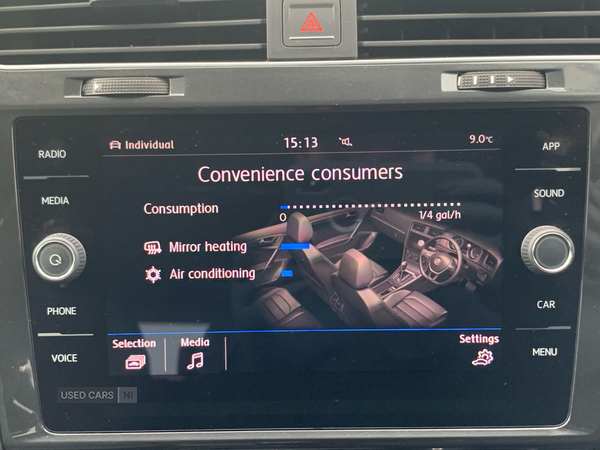 RADIO
MEDIA
PHONE
VOICE
Individual
15:13
9.0°C
Convenience consumers
Consumption
0
1/4 gal/h
Mirror heating
Air conditioning
Selection
Media
Settings
APP
SOUND
CAR
MENU
USED CARS NI